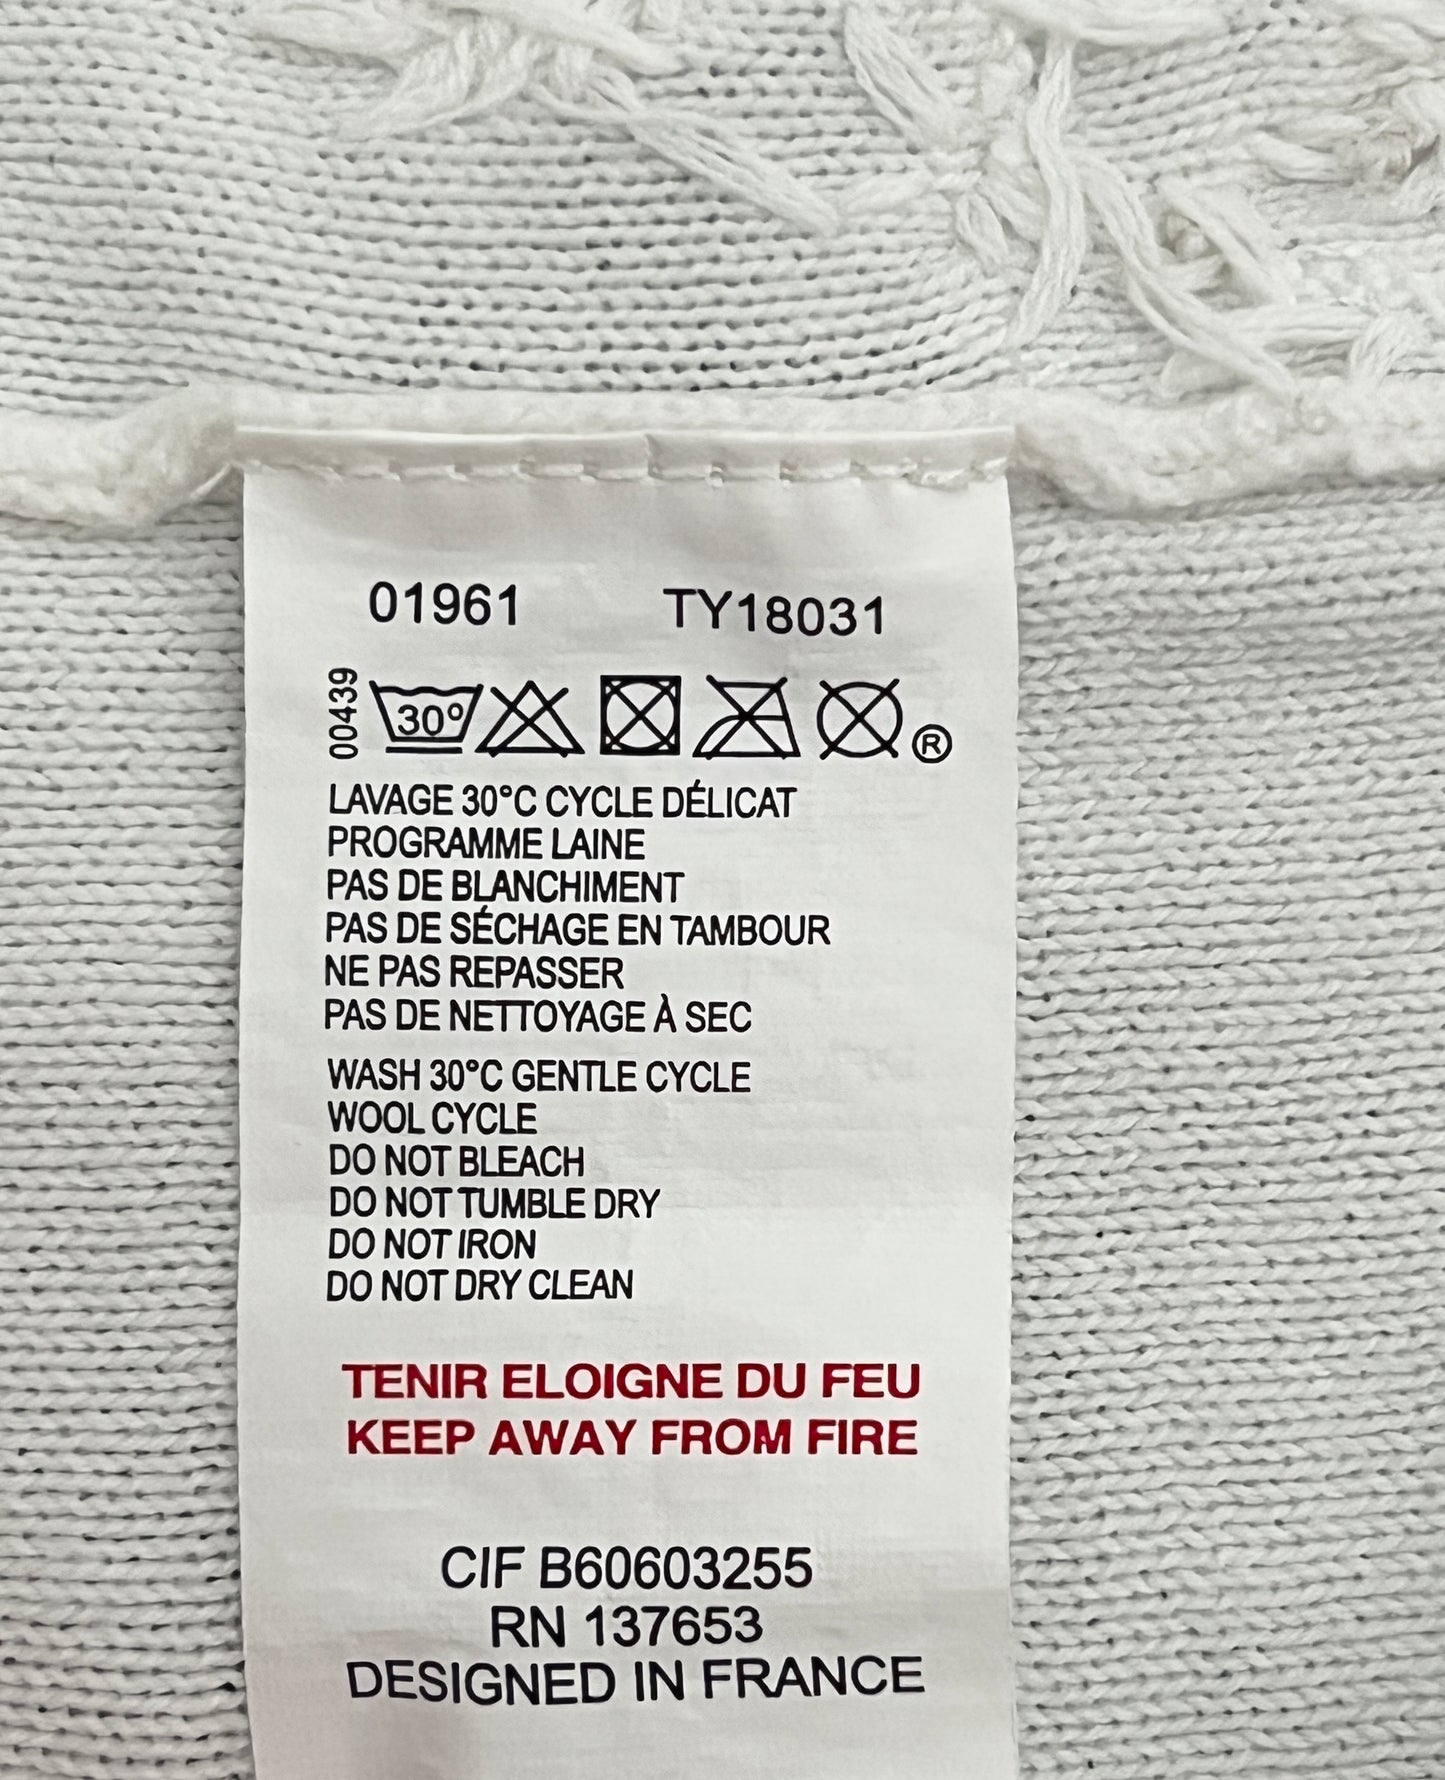 01961 TY18031
00439 30° ®
LAVAGE 30°C CYCLE DÉLICAT
PROGRAMME LAINE
PAS DE BLANCHIMENT
PAS DE SÉCHAGE EN TAMBOUR
NE PAS REPASSER
PAS DE NETTOYAGE À SEC
WASH 30°C GENTLE CYCLE
WOOL CYCLE
DO NOT BLEACH
DO NOT TUMBLE DRY
DO NOT IRON
DO NOT DRY CLEAN
TENIR ELOIGNE DU FEU
KEEP AWAY FROM FIRE
CIF B60603255
RN 137653
DESIGNED IN FRANCE